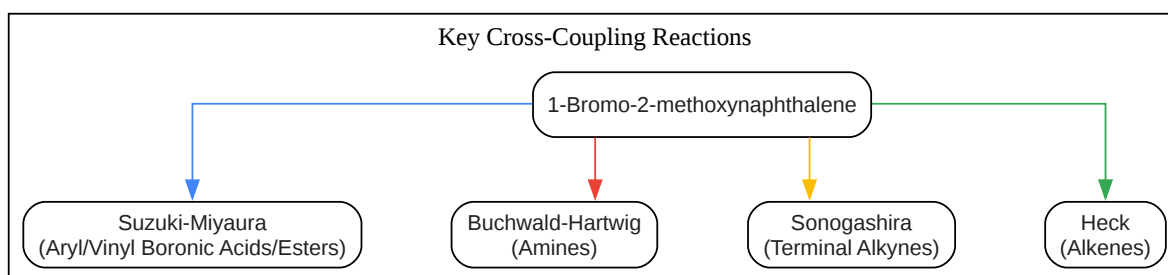 Key Cross-Coupling Reactions
1-Bromo-2-methoxynaphthalene
Suzuki-Miyaura
(Aryl/Vinyl Boronic Acids/Esters)
Buchwald-Hartwig
(Amines)
Sonogashira
(Terminal Alkynes)
Heck
(Alkenes)